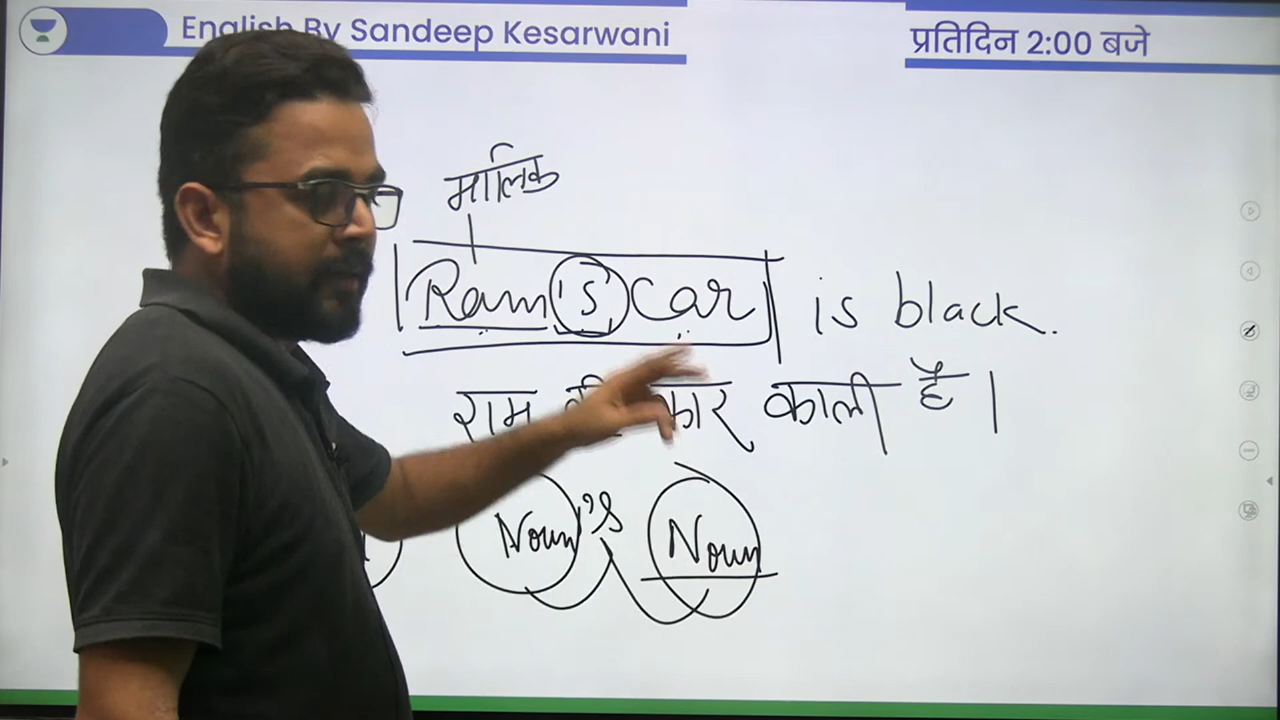 English By Sandeep Kesarwani
प्रतिदिन 2:00 बजे
मालिक
Ram's car is black.
राम की कार काली है।
Noun's Noun